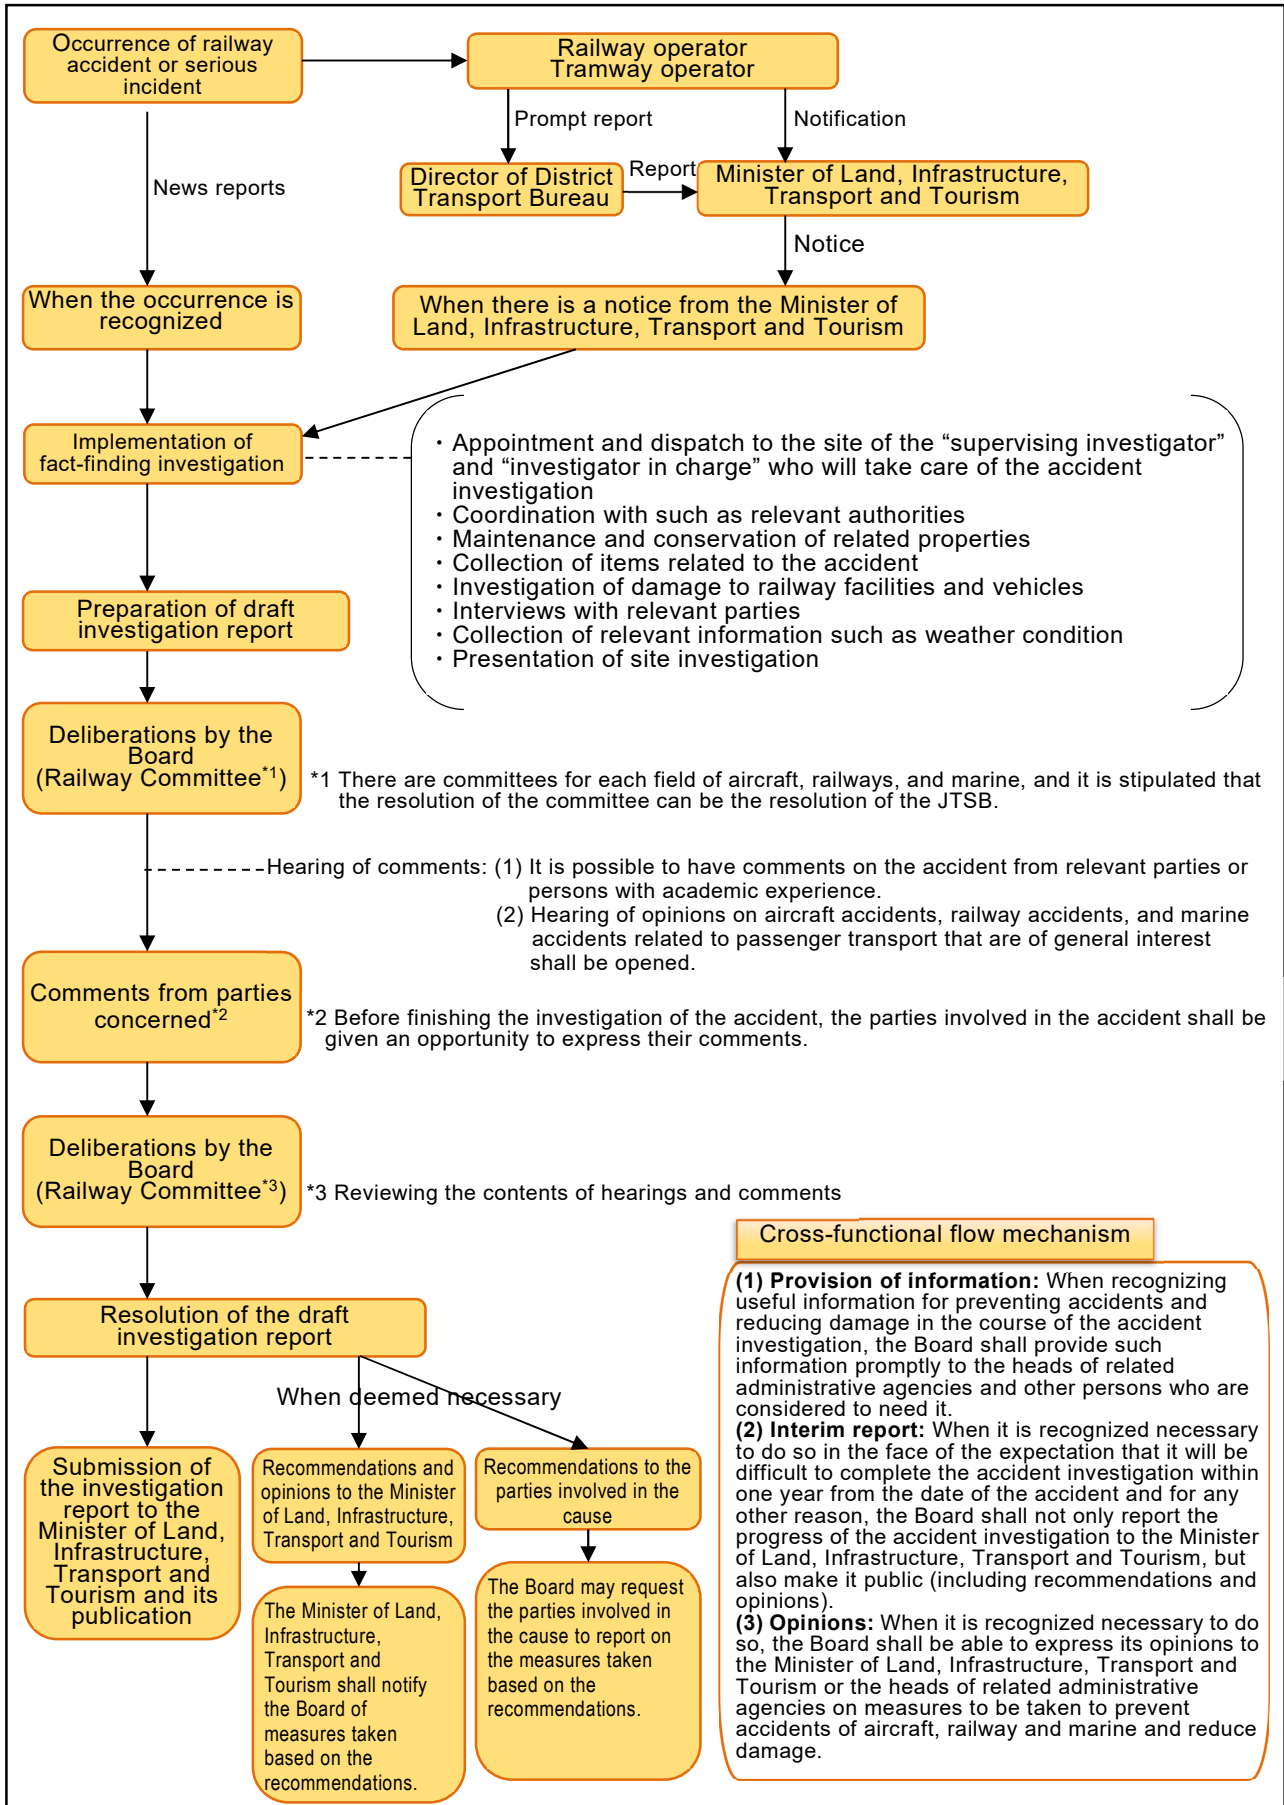 Occurrence of railway
accident or serious
incident
Railway operator
Tramway operator
Prompt report
Notification
News reports
Director of District
Transport Bureau
Report
Minister of Land, Infrastructure,
Transport and Tourism
Notice
When the occurrence is
recognized
When there is a notice from the Minister of
Land, Infrastructure, Transport and Tourism
Implementation of
fact-finding investigation
・Appointment and dispatch to the site of the “supervising investigator”
and “investigator in charge” who will take care of the accident
investigation
・Coordination with such as relevant authorities
・Maintenance and conservation of related properties
・Collection of items related to the accident
・Investigation of damage to railway facilities and vehicles
・Interviews with relevant parties
・Collection of relevant information such as weather condition
・Presentation of site investigation
Preparation of draft
investigation report
Deliberations by the
Board
(Railway Committee*1)
*1 There are committees for each field of aircraft, railways, and marine, and it is stipulated that
the resolution of the committee can be the resolution of the JTSB.
Hearing of comments: (1) It is possible to have comments on the accident from relevant parties or
persons with academic experience.
(2) Hearing of opinions on aircraft accidents, railway accidents, and marine
accidents related to passenger transport that are of general interest
shall be opened.
Comments from parties
concerned*2
*2 Before finishing the investigation of the accident, the parties involved in the accident shall be
given an opportunity to express their comments.
Deliberations by the
Board
(Railway Committee*3)
*3 Reviewing the contents of hearings and comments
Resolution of the draft
investigation report
When deemed necessary
Submission of
the investigation
report to the
Minister of Land,
Infrastructure,
Transport and
Tourism and its
publication
Recommendations and
opinions to the Minister
of Land, Infrastructure,
Transport and Tourism
Recommendations to the
parties involved in the
cause
The Minister of Land,
Infrastructure,
Transport and
Tourism shall notify
the Board of
measures taken
based on the
recommendations.
The Board may request
the parties involved in
the cause to report on
the measures taken
based on the
recommendations.
Cross-functional flow mechanism
(1) Provision of information: When recognizing
useful information for preventing accidents and
reducing damage in the course of the accident
investigation, the Board shall provide such
information promptly to the heads of related
administrative agencies and other persons who are
considered to need it.
(2) Interim report: When it is recognized necessary
to do so in the face of the expectation that it will be
difficult to complete the accident investigation within
one year from the date of the accident and for any
other reason, the Board shall not only report the
progress of the accident investigation to the Minister
of Land, Infrastructure, Transport and Tourism, but
also make it public (including recommendations and
opinions).
(3) Opinions: When it is recognized necessary to do
so, the Board shall be able to express its opinions to
the Minister of Land, Infrastructure, Transport and
Tourism or the heads of related administrative
agencies on measures to be taken to prevent
accidents of aircraft, railway and marine and reduce
damage.